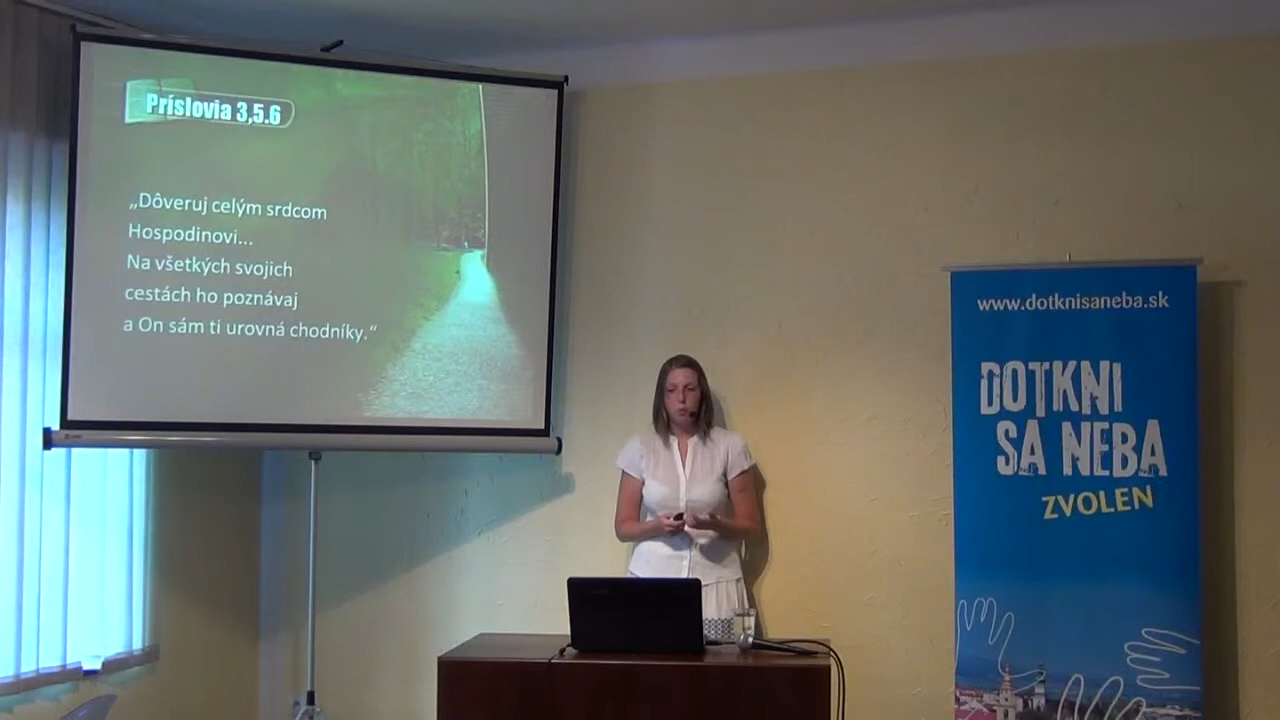 Príslovia 3,5.6
„Dôveruj celým srdcom
Hospodinovi...
Na všetkých svojich
cestách ho poznávaj
a On sám ti urovná chodníky.“
www.dotknisaneba.sk
DOTKNI
SA NEBA
ZVOLEN